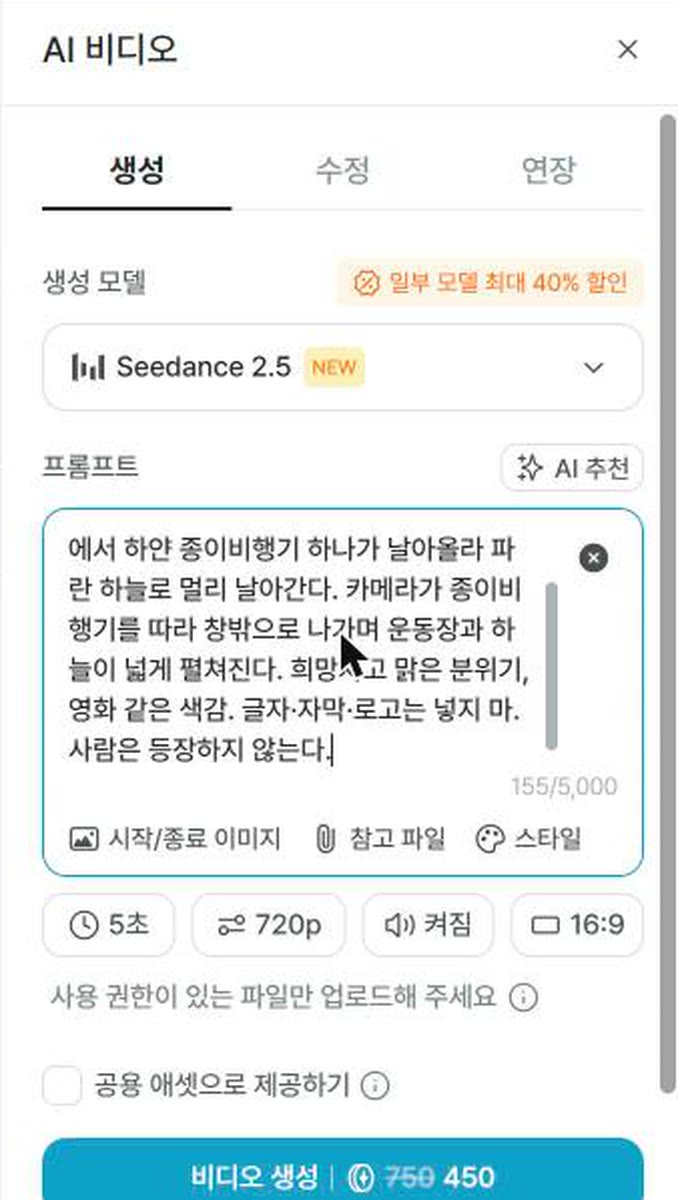 AI 비디오
생성 수정 연장
생성 모델 일부 모델 최대 40% 할인
Seedance 2.5 NEW
프롬프트 AI 추천
에서 하얀 종이비행기 하나가 날아올라 파
란 하늘로 멀리 날아간다. 카메라가 종이비
행기를 따라 창밖으로 나가며 운동장과 하
늘이 넓게 펼쳐진다. 희망 고 맑은 분위기,
영화 같은 색감. 글자·자막·로고는 넣지 마.
사람은 등장하지 않는다.
155/5,000
시작/종료 이미지 참고 파일 스타일
5초 720p 켜짐 16:9
사용 권한이 있는 파일만 업로드해 주세요
공용 애셋으로 제공하기
비디오 생성 | 750 450